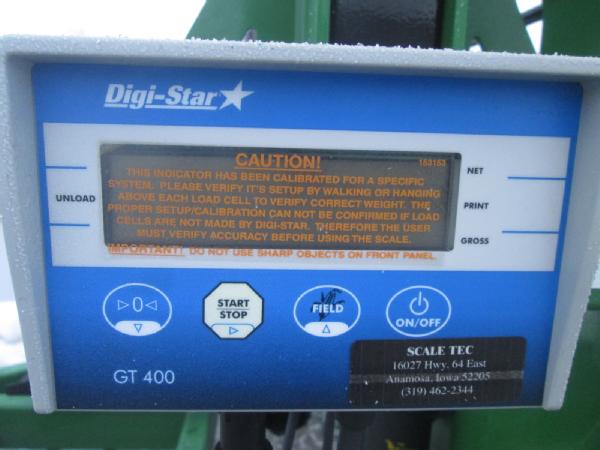 Digi-Star
CAUTION!
153153
THIS INDICATOR HAS BEEN CALIBRATED FOR A SPECIFIC
SYSTEM. PLEASE VERIFY IT'S SETUP BY WALKING OR HANGING
ABOVE EACH LOAD CELL TO VERIFY CORRECT WEIGHT. THE
PROPER SETUP/CALIBRATION CAN NOT BE CONFIRMED IF LOAD
CELLS ARE NOT MADE BY DIGI-STAR. THEREFORE THE USER
MUST VERIFY ACCURACY BEFORE USING THE SCALE.
IMPORTANT! DO NOT USE SHARP OBJECTS ON FRONT PANEL
UNLOAD
NET
PRINT
GROSS
0
START
STOP
FIELD
ON/OFF
GT 400
SCALE TEC
16027 Hwy. 64 East
Anamosa, Iowa 52205
(319) 462-2344